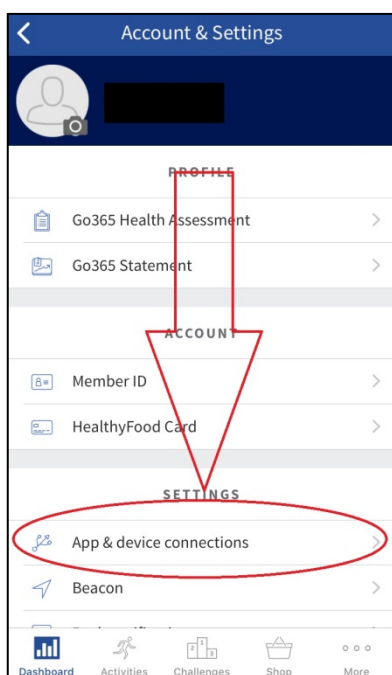 Account & Settings
PROFILE
Go365 Health Assessment
Go365 Statement
ACCOUNT
Member ID
HealthyFood Card
SETTINGS
App & device connections
Beacon
Dashboard Activities Challenges Shop More